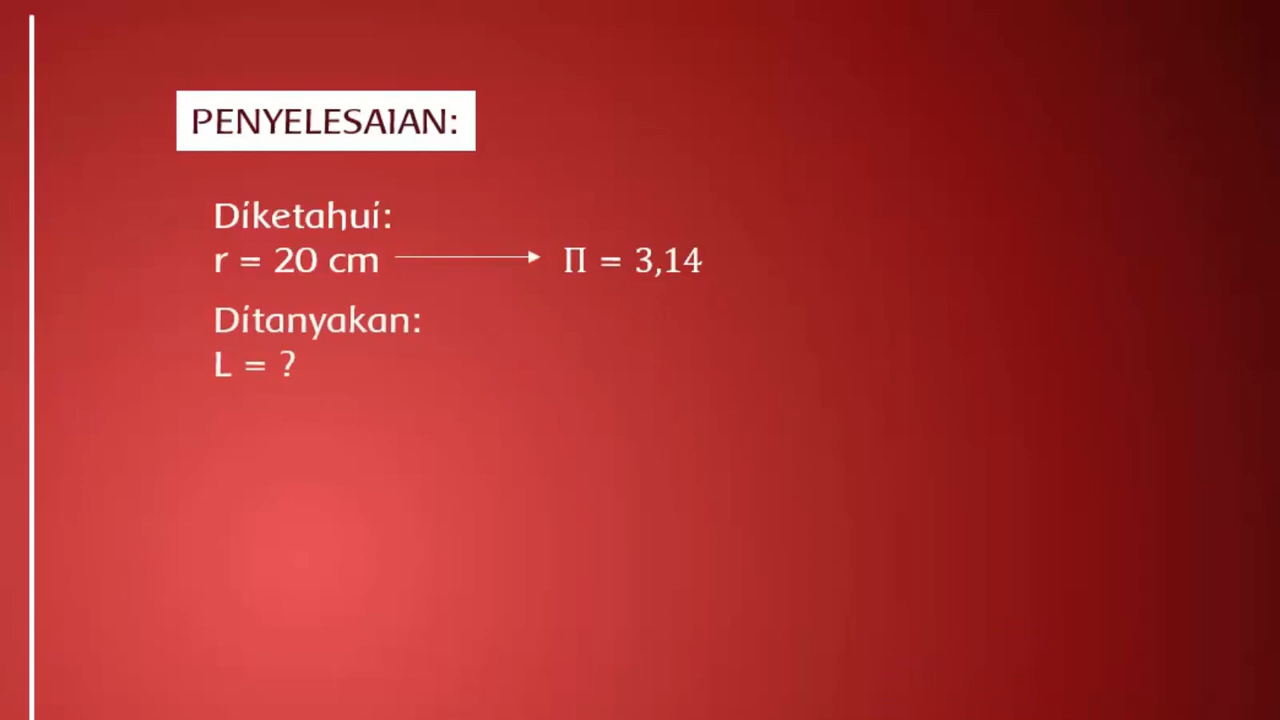 PENYELESAIAN:
Diketahui:
r = 20 cm → Π = 3,14
Ditanyakan:
L = ?